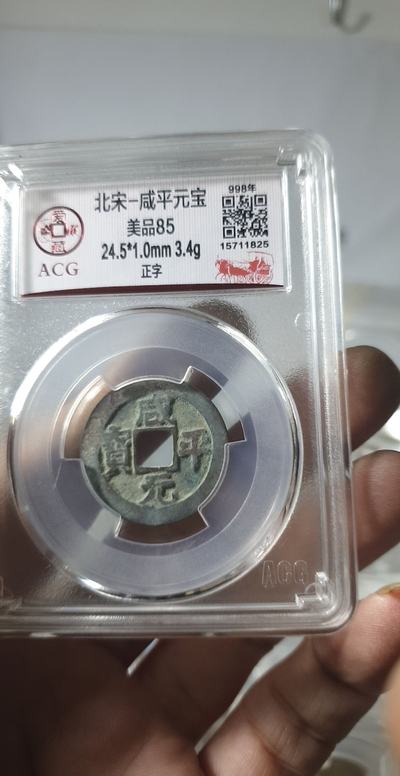 北宋-咸平元宝
998年
美品85
24.5*1.0mm 3.4g
15711825
正字
ACG
咸
平
元
寳
ACG